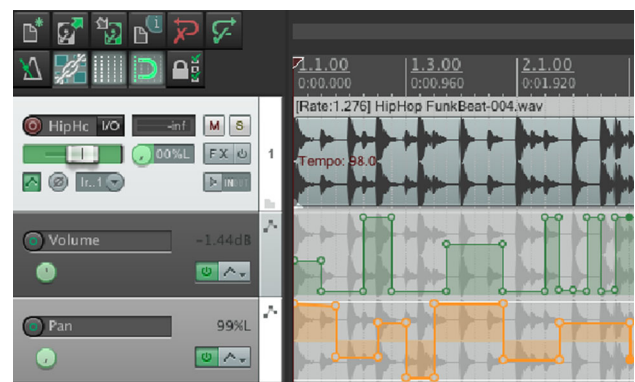 1.1.00 1.3.00 2.1.00
0:00.000 0:00.960 0:01.920
[Rate:1.276] HipHop FunkBeat-004.wav
HipHc I/O -inf M S
00%L FX 1
Tempo: 98.0
Volume -1.44dB
Pan 99%L